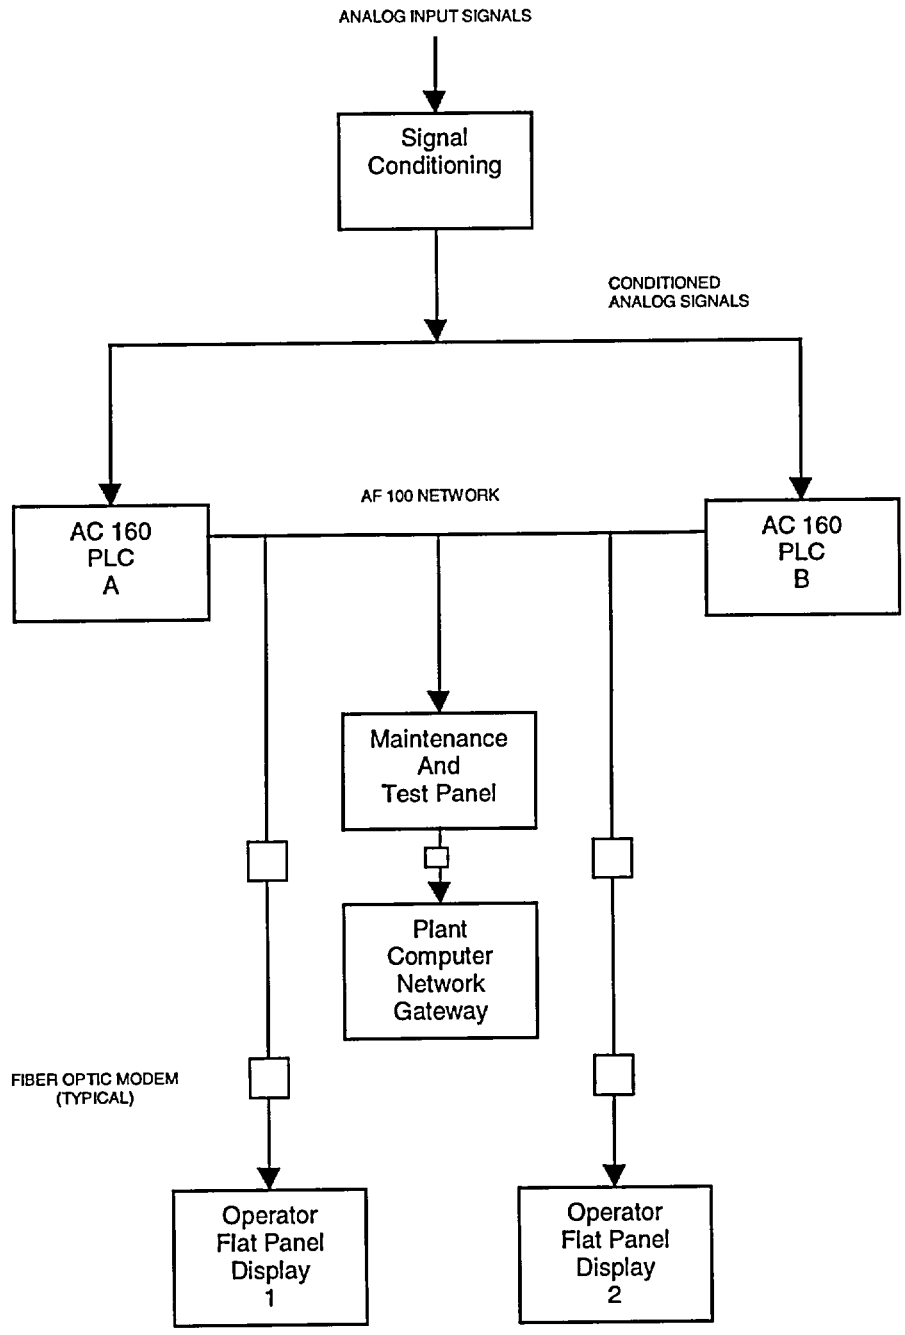 ANALOG INPUT SIGNALS
Signal
Conditioning
CONDITIONED
ANALOG SIGNALS
AF 100 NETWORK
AC 160
PLC
A
AC 160
PLC
B
Maintenance
And
Test Panel
Plant
Computer
Network
Gateway
FIBER OPTIC MODEM
(TYPICAL)
Operator
Flat Panel
Display
1
Operator
Flat Panel
Display
2